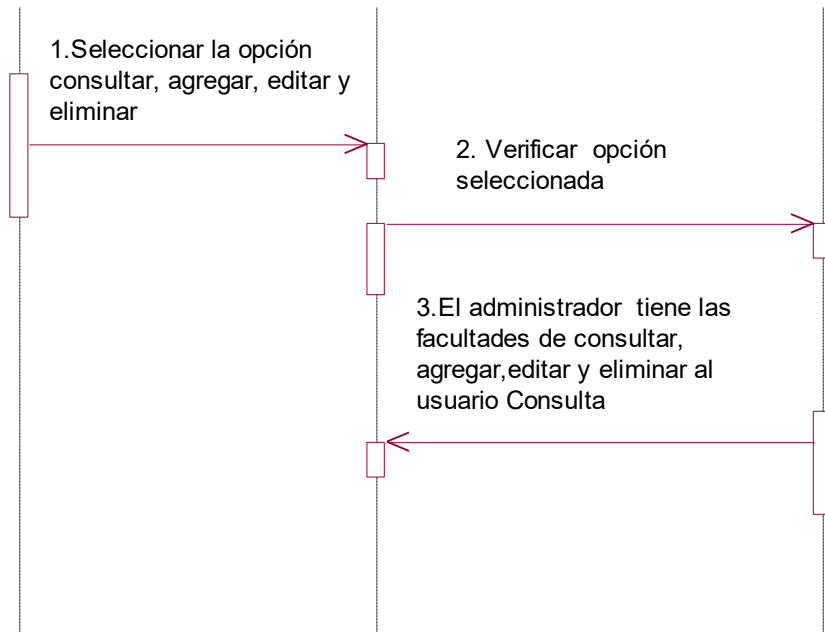 1.Seleccionar la opción
consultar, agregar, editar y
eliminar
2. Verificar opción
seleccionada
3.El administrador tiene las
facultades de consultar,
agregar,editar y eliminar al
usuario Consulta